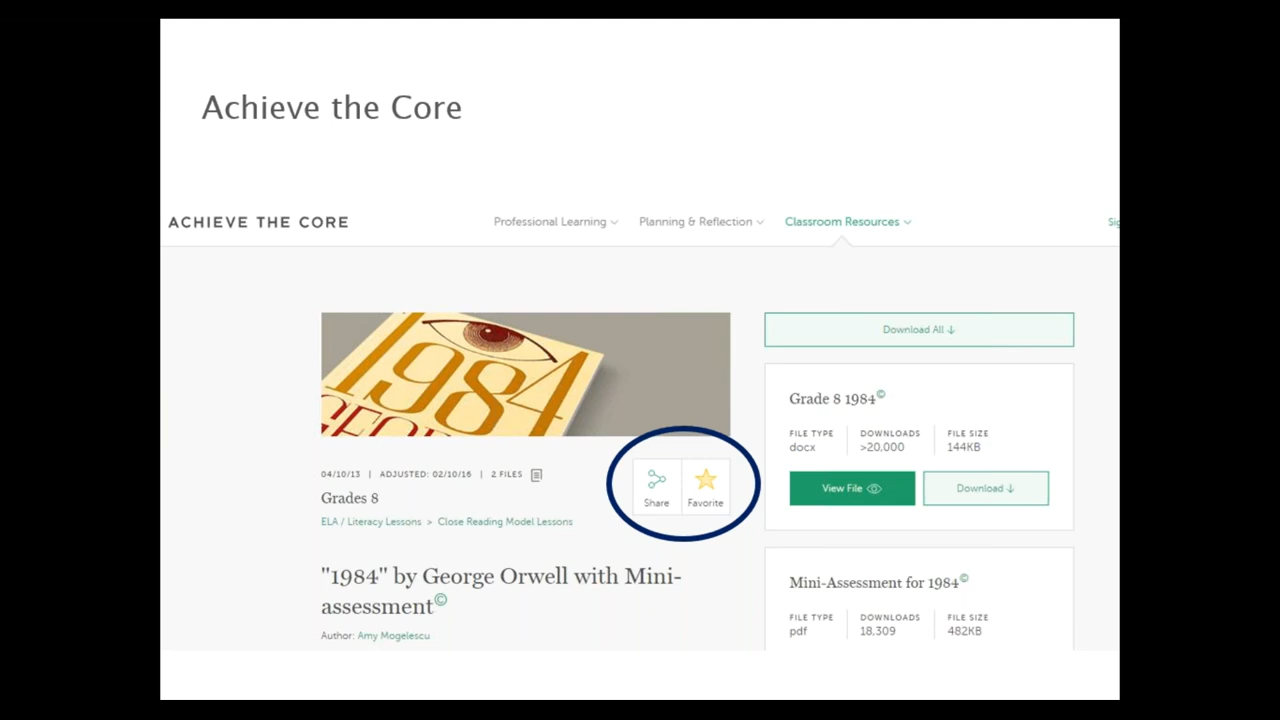 Achieve the Core
ACHIEVE THE CORE
Professional Learning
Planning & Reflection
Classroom Resources
1984
Download All ↓
Grade 8 1984©
FILE TYPE DOWNLOADS FILE SIZE
docx >20,000 144KB
View File
Download ↓
04/10/13 | ADJUSTED: 02/10/16 | 2 FILES
Share Favorite
Grades 8
ELA / Literacy Lessons > Close Reading Model Lessons
"1984" by George Orwell with Mini-
assessment©
Author: Amy Mogelescu
Mini-Assessment for 1984©
FILE TYPE DOWNLOADS FILE SIZE
pdf 18,309 482KB